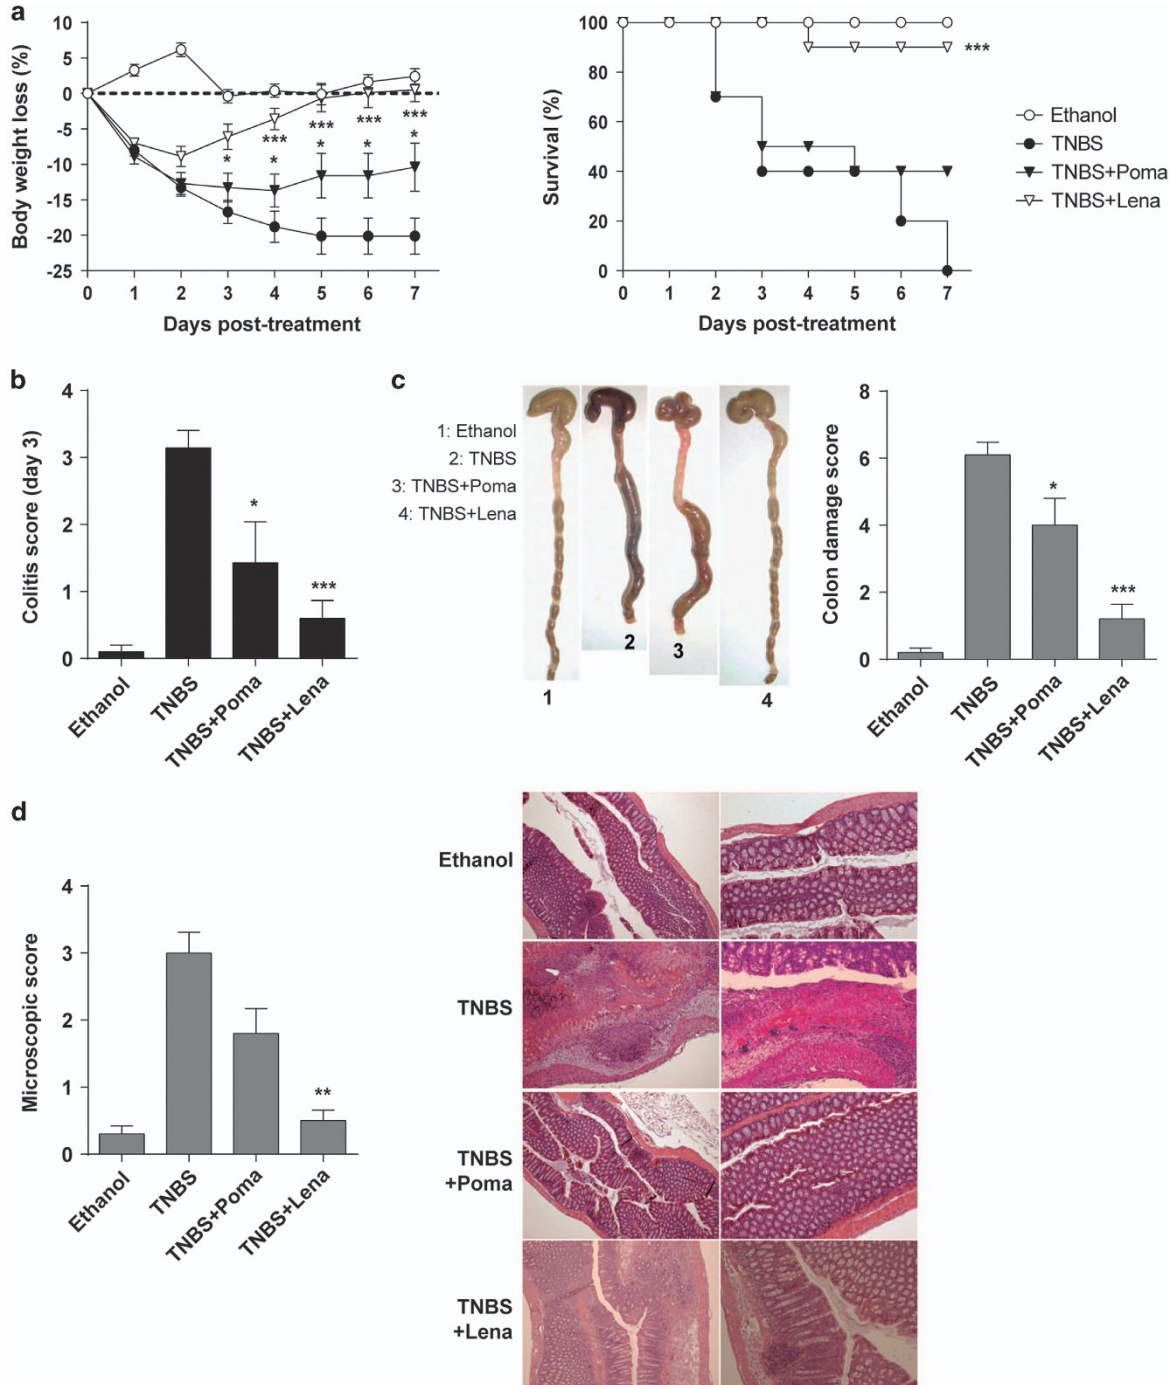 a
Body weight loss (%)
-10
5
0
-5
-10
-15
-20
-25
*** *** *** ***
* * * * *
0 1 2 3 4 5 6 7
Days post-treatment
Survival (%)
100
80
60
40
20
0
***
0 1 2 3 4 5 6 7
Days post-treatment
Ethanol
TNBS
TNBS+Poma
TNBS+Lena
b
Colitis score (day 3)
4
3
2
1
0
*
***
Ethanol
TNBS
TNBS+Poma
TNBS+Lena
c
1: Ethanol
2: TNBS
3: TNBS+Poma
4: TNBS+Lena
1
2
3
4
Colon damage score
8
6
4
2
0
*
***
Ethanol
TNBS
TNBS+Poma
TNBS+Lena
d
Microscopic score
4
3
2
1
0
**
Ethanol
TNBS
TNBS+Poma
TNBS+Lena
Ethanol
TNBS
TNBS
+Poma
TNBS
+Lena